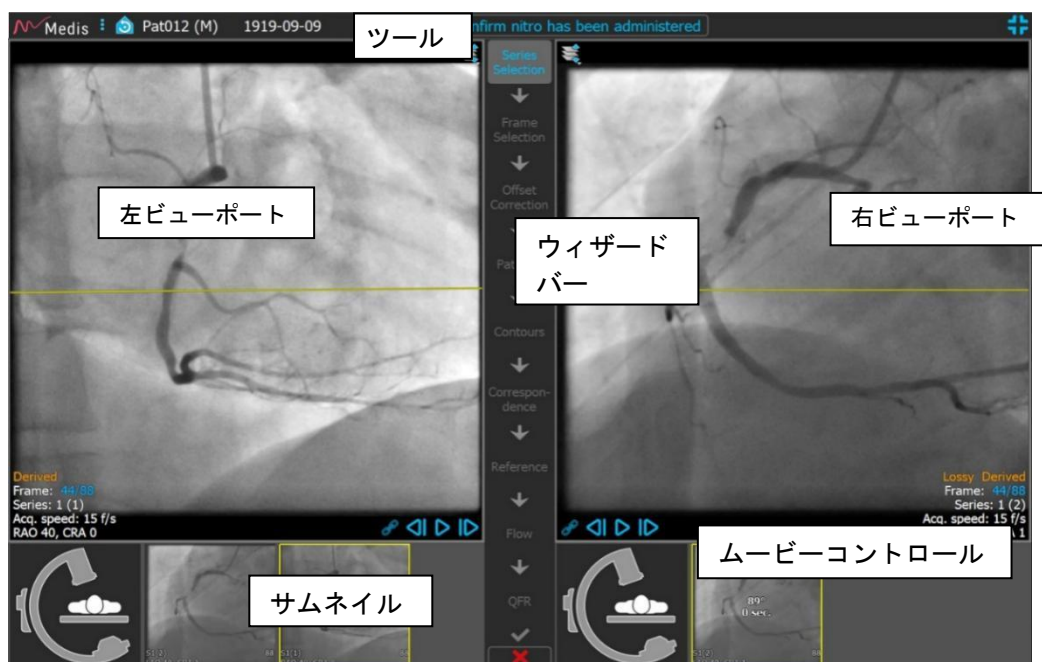 Medis
Pat012 (M)
1919-09-09
ツール
nfirm nitro has been administered
Series
Selection
Frame
Selection
Offset
Correction
左ビューポート
ウィザード
バー
右ビューポート
Contours
Correspon-
dence
Reference
Flow
QFR
Derived
Frame: 44/88
Series: 1 (1)
Acq. speed: 15 f/s
RAO 40, CRA 0
Lossy Derived
Frame: 44/88
Series: 1 (2)
Acq. speed: 15 f/s
ムービーコントロール
サムネイル
89°
0 sec.